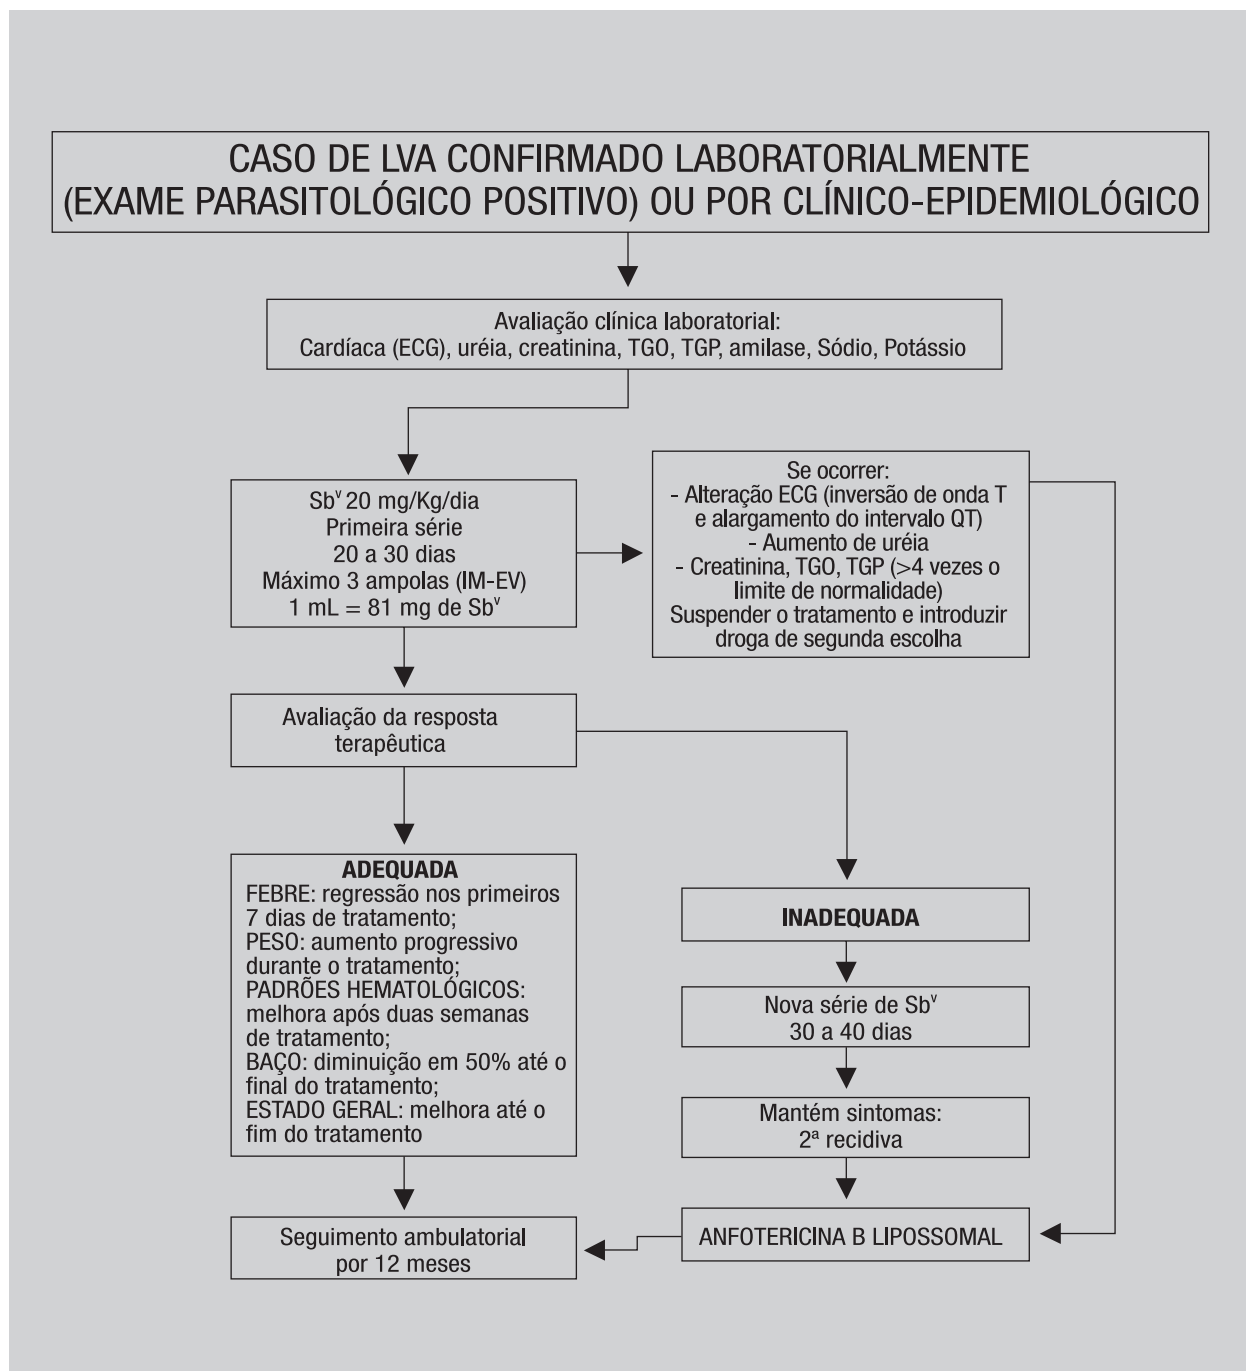 CASO DE LVA CONFIRMADO LABORATORIALMENTE
(EXAME PARASITOLÓGICO POSITIVO) OU POR CLÍNICO-EPIDEMIOLÓGICO
Avaliação clínica laboratorial:
Cardíaca (ECG), uréia, creatinina, TGO, TGP, amilase, Sódio, Potássio
Sbᵛ 20 mg/Kg/dia
Primeira série
20 a 30 dias
Máximo 3 ampolas (IM-EV)
1 mL = 81 mg de Sbᵛ
Se ocorrer:
- Alteração ECG (inversão de onda T
e alargamento do intervalo QT)
- Aumento de uréia
- Creatinina, TGO, TGP (>4 vezes o
limite de normalidade)
Suspender o tratamento e introduzir
droga de segunda escolha
Avaliação da resposta
terapêutica
ADEQUADA
FEBRE: regressão nos primeiros
7 dias de tratamento;
PESO: aumento progressivo
durante o tratamento;
PADRÕES HEMATOLÓGICOS:
melhora após duas semanas
de tratamento;
BAÇO: diminuição em 50% até o
final do tratamento;
ESTADO GERAL: melhora até o
fim do tratamento
INADEQUADA
Nova série de Sbᵛ
30 a 40 dias
Mantém sintomas:
2ª recidiva
ANFOTERICINA B LIPOSSOMAL
Seguimento ambulatorial
por 12 meses